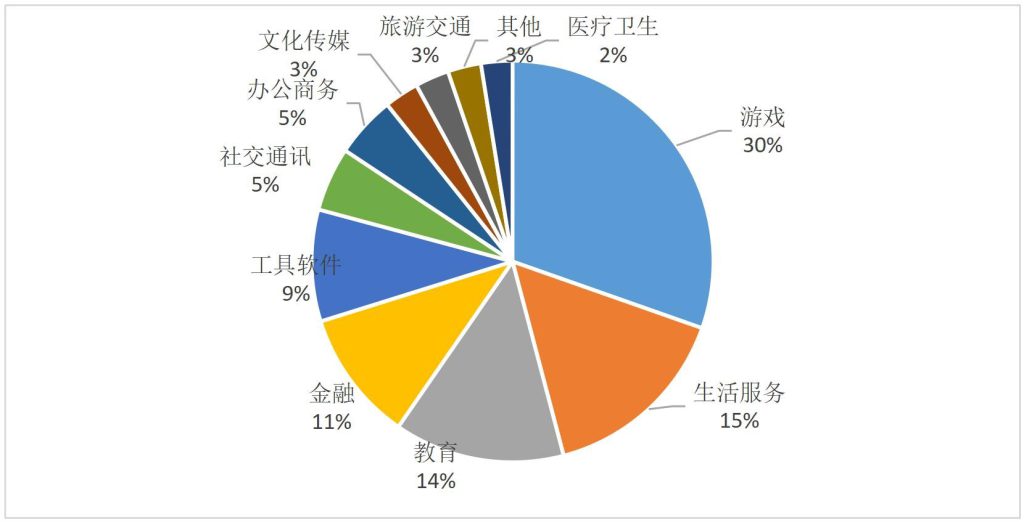 旅游交通
3%
其他
3%
医疗卫生
2%
文化传媒
3%
办公商务
5%
游戏
30%
社交通讯
5%
工具软件
9%
金融
11%
生活服务
15%
教育
14%